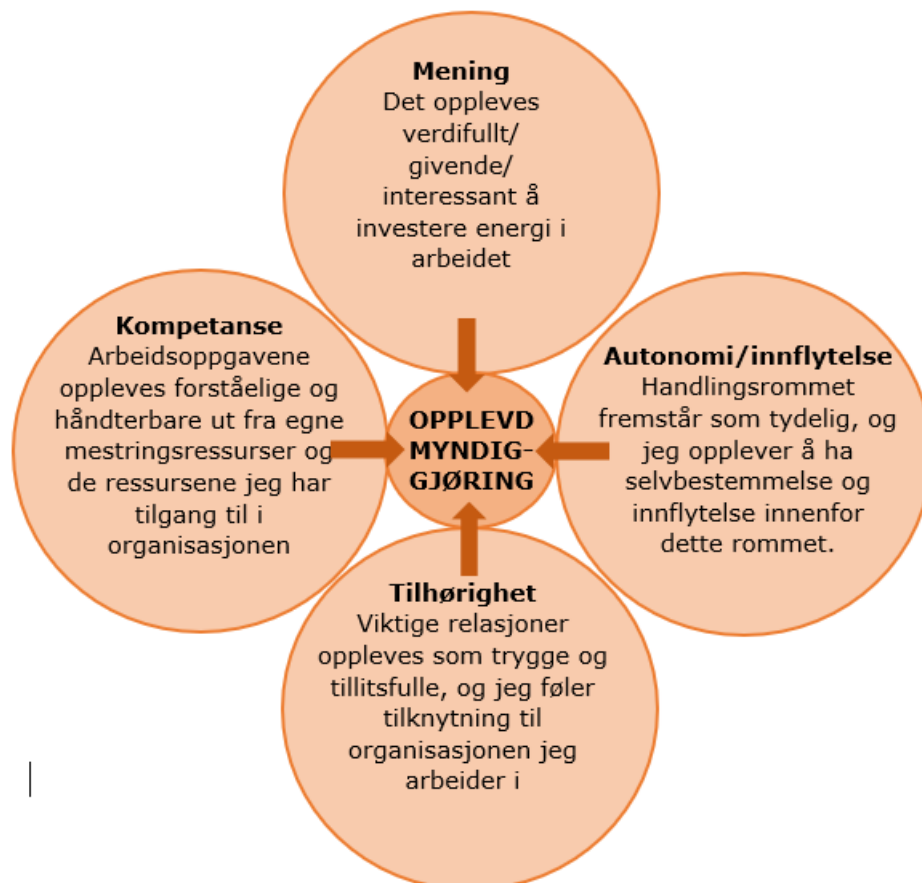 Mening
Det oppleves
verdifullt/
givende/
interessant å
investere energi i
arbeidet
Kompetanse
Arbeidsoppgavene
oppleves forståelige og
håndterbare ut fra egne
mestringsressurser og
de ressursene jeg har
tilgang til i
organisasjonen
OPPLEVD
MYNDIG-
GJØRING
Autonomi/innflytelse
Handlingsrommet
fremstår som tydelig, og
jeg opplever å ha
selvbestemmelse og
innflytelse innenfor
dette rommet.
Tilhørighet
Viktige relasjoner
oppleves som trygge og
tillitsfulle, og jeg føler
tilknytning til
organisasjonen jeg
arbeider i